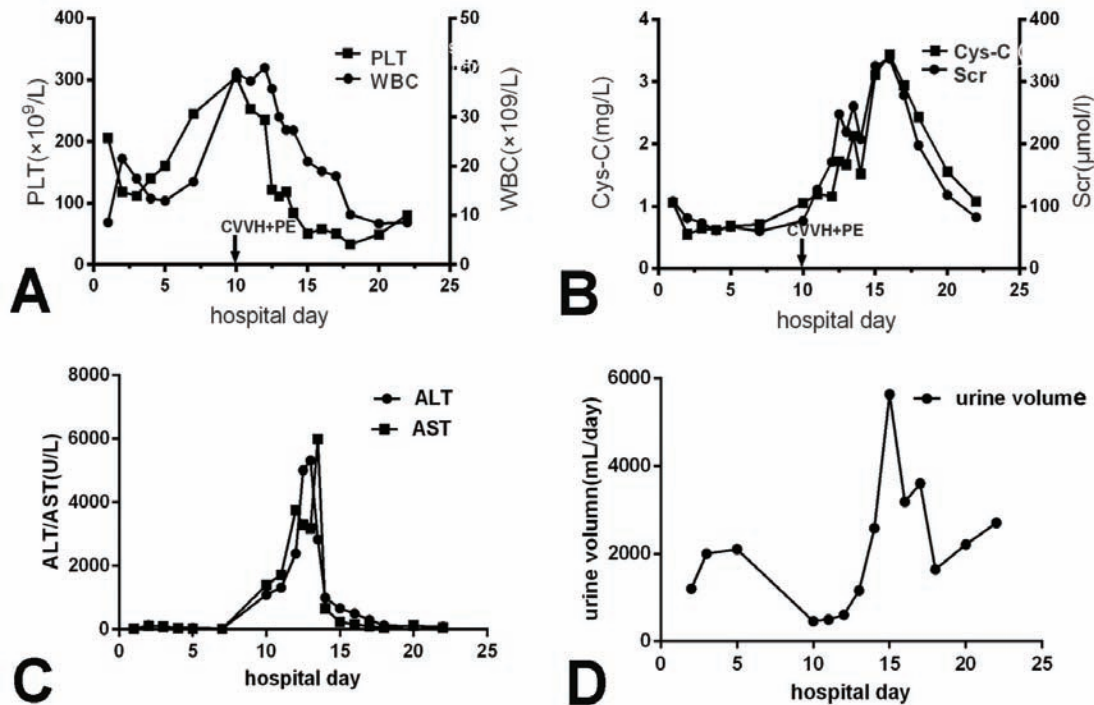 400
300
200
100
0
PLT(×10⁹/L)
PLT
WBC
50
40
30
20
10
0
WBC(×109/L)
CVVH+PE
0
5
10
15
20
25
hospital day
A
4
3
2
1
0
Cys-C(mg/L)
Cys-C
Scr
400
300
200
100
0
Scr(μmol/l)
CVVH+PE
0
5
10
15
20
25
hospital day
B
8000
6000
4000
2000
0
ALT/AST(U/L)
ALT
AST
0
5
10
15
20
25
hospital day
C
6000
4000
2000
0
urine volumn(mL/day)
urine volume
0
5
10
15
20
25
hospital day
D